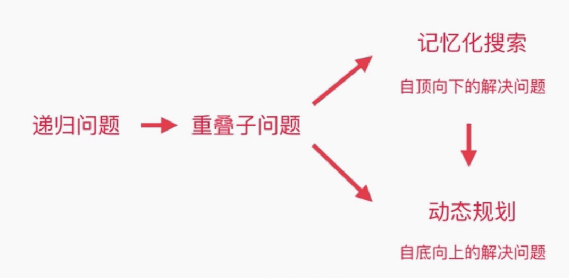 递归问题
重叠子问题
记忆化搜索
自顶向下的解决问题
动态规划
自底向上的解决问题